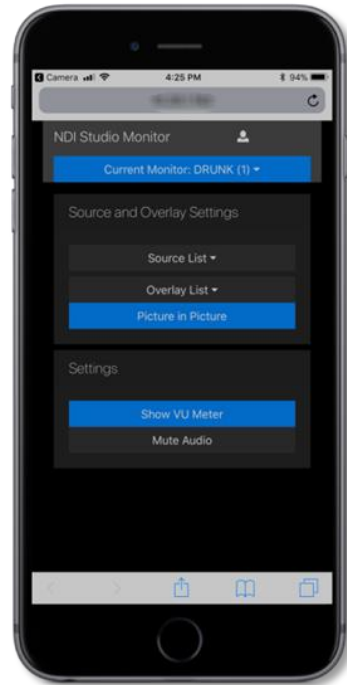 Camera 4:25 PM 94%
NDI Studio Monitor
Current Monitor: DRUNK (1)
Source and Overlay Settings
Source List
Overlay List
Picture in Picture
Settings
Show VU Meter
Mute Audio